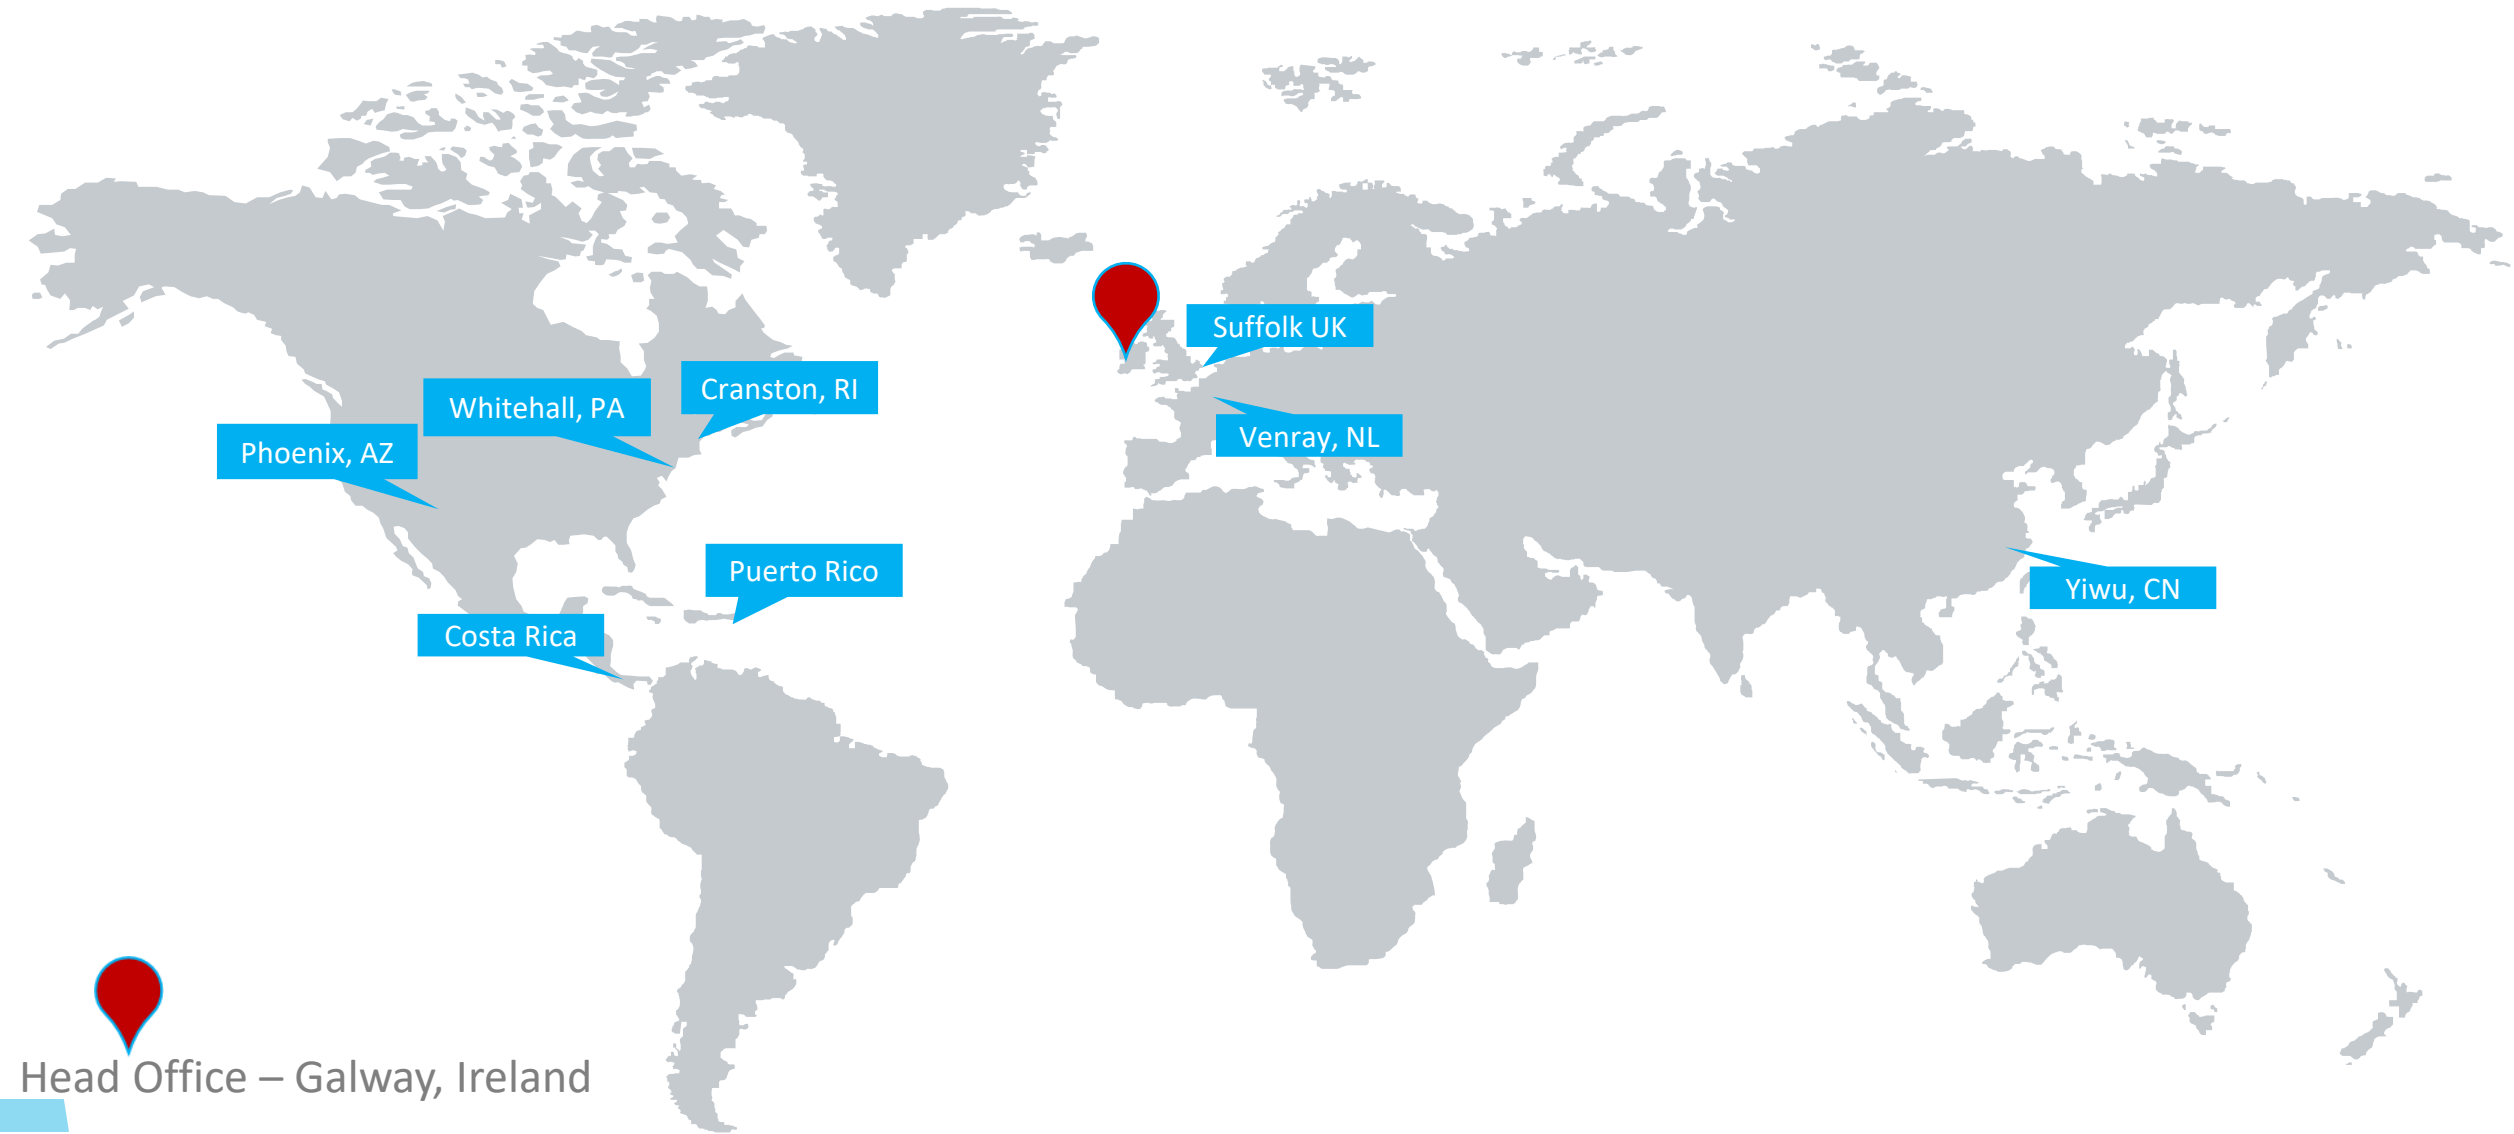 Suffolk UK
Cranston, RI
Whitehall, PA
Venray, NL
Phoenix, AZ
Puerto Rico
Yiwu, CN
Costa Rica
Head Office – Galway, Ireland